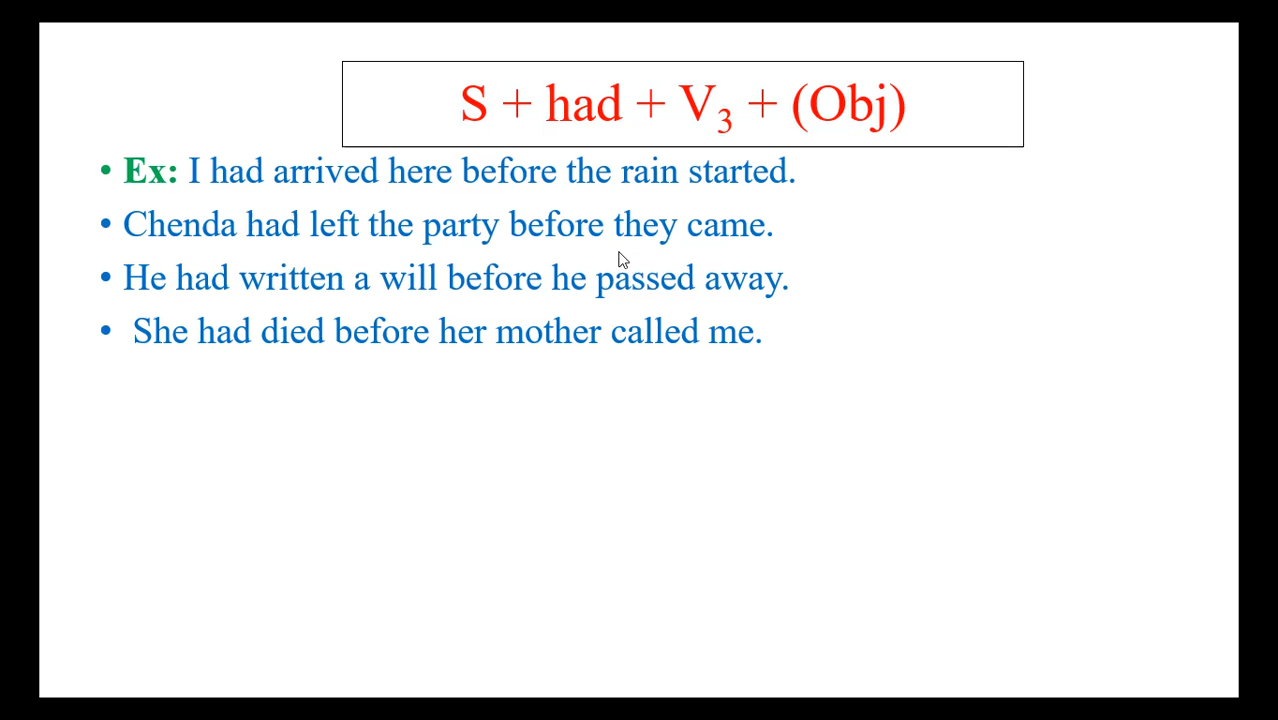 S + had + V₃ + (Obj)
• Ex: I had arrived here before the rain started.
• Chenda had left the party before they came.
• He had written a will before he passed away.
• She had died before her mother called me.